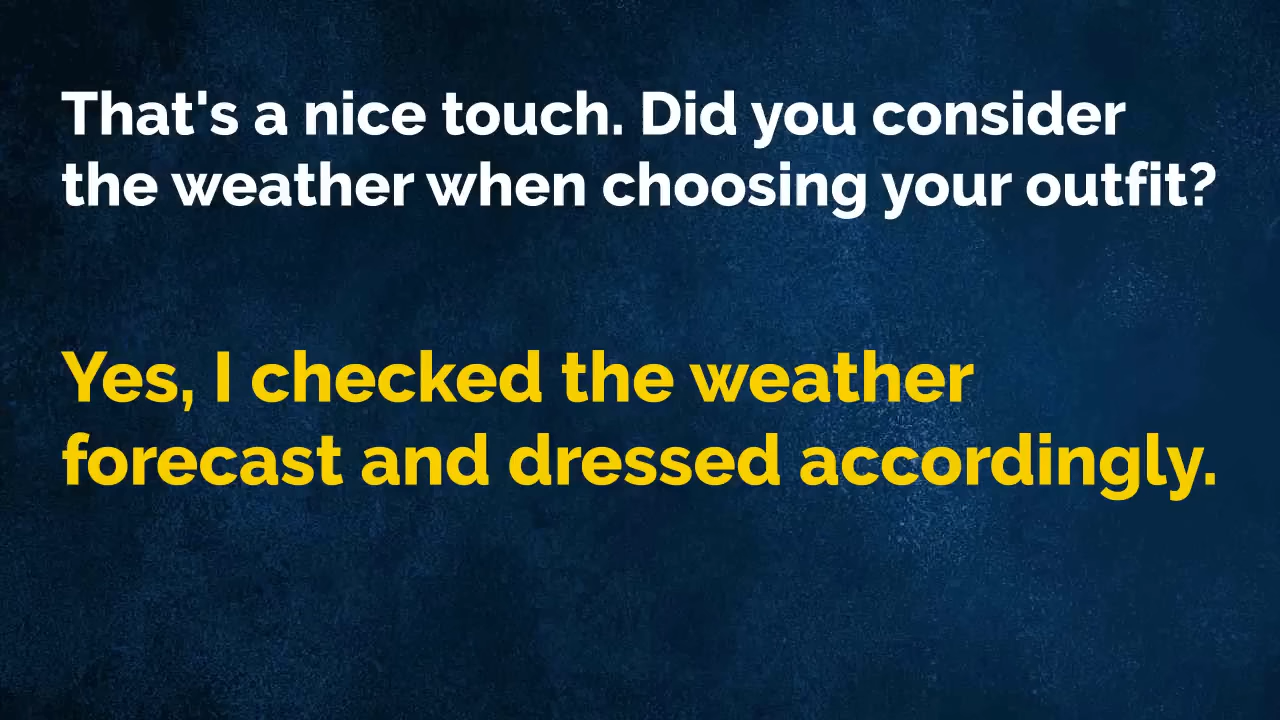 That's a nice touch. Did you consider
the weather when choosing your outfit?
Yes, I checked the weather
forecast and dressed accordingly.